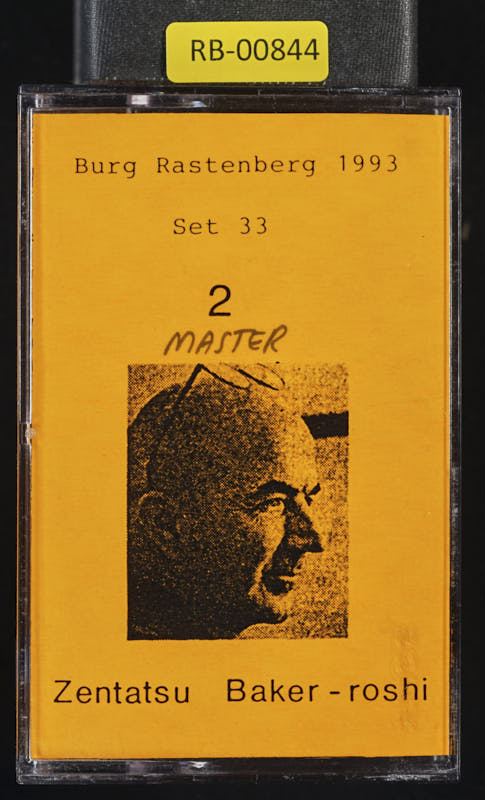 RB-00844
Burg Rastenberg 1993
Set 33
2
MASTER
Zentatsu Baker-roshi